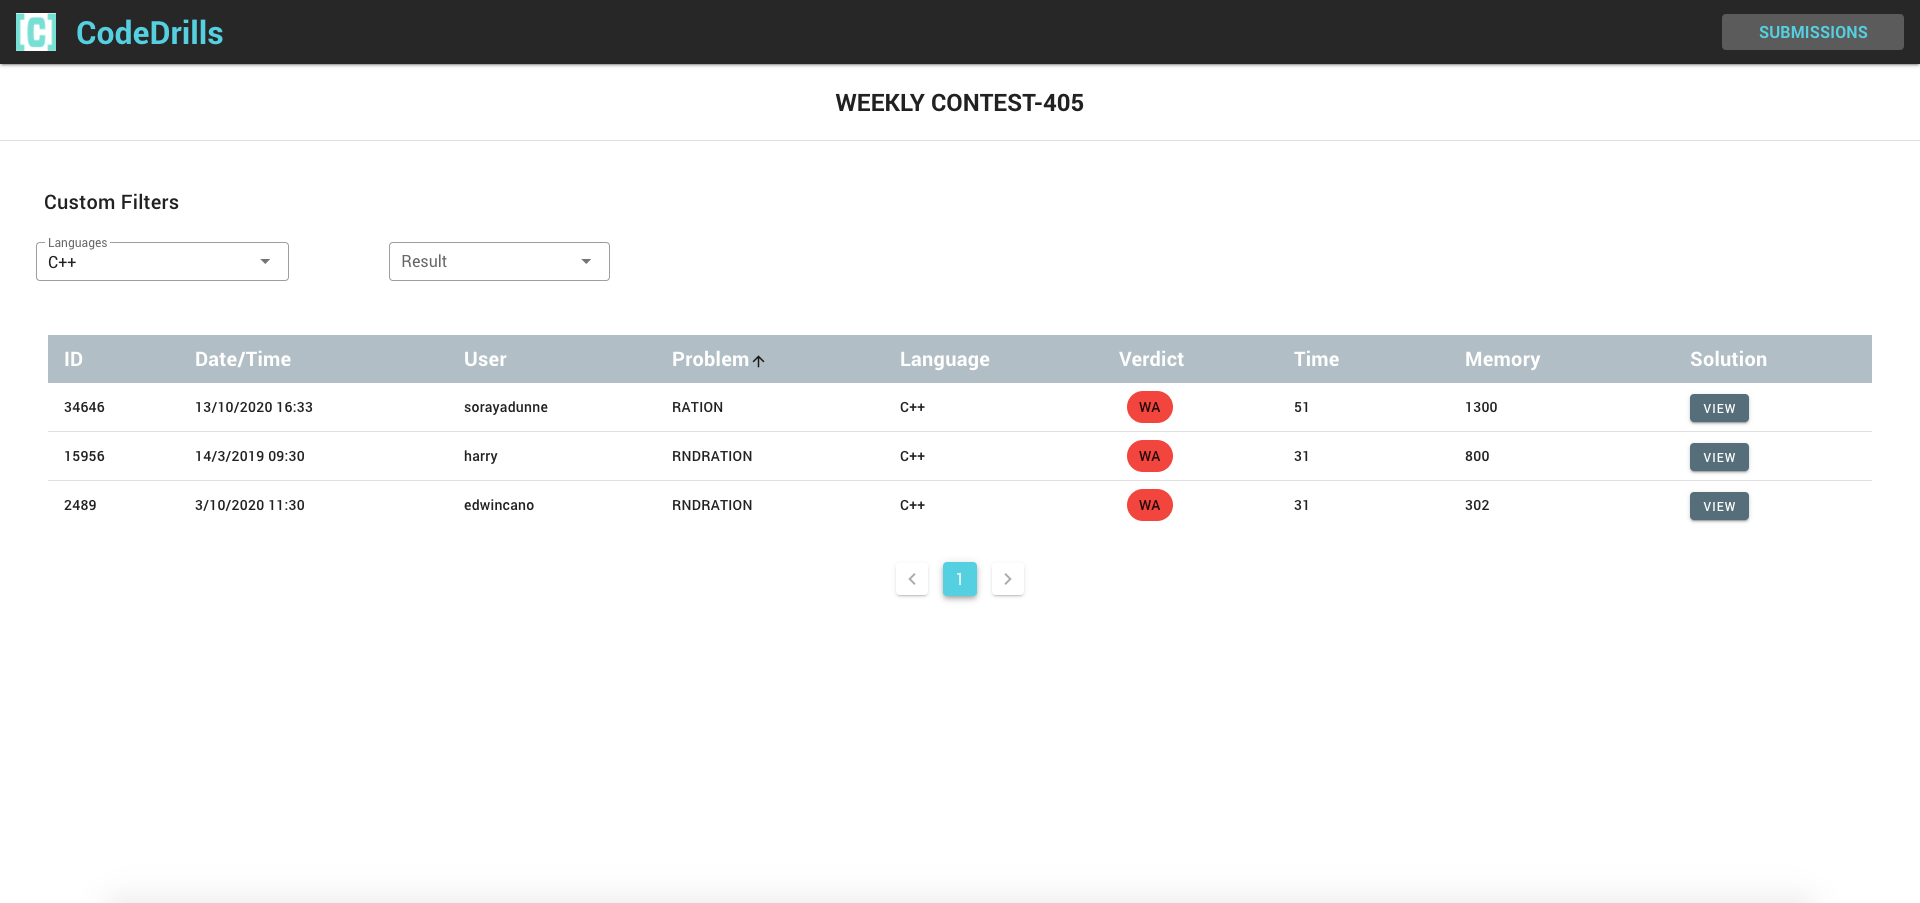 C CodeDrills SUBMISSIONS
WEEKLY CONTEST-405
Custom Filters
Languages
C++ Result
ID Date/Time User Problem Language Verdict Time Memory Solution
34646 13/10/2020 16:33 sorayadunne RATION C++ WA 51 1300 VIEW
15956 14/3/2019 09:30 harry RNDRATION C++ WA 31 800 VIEW
2489 3/10/2020 11:30 edwincano RNDRATION C++ WA 31 302 VIEW
1